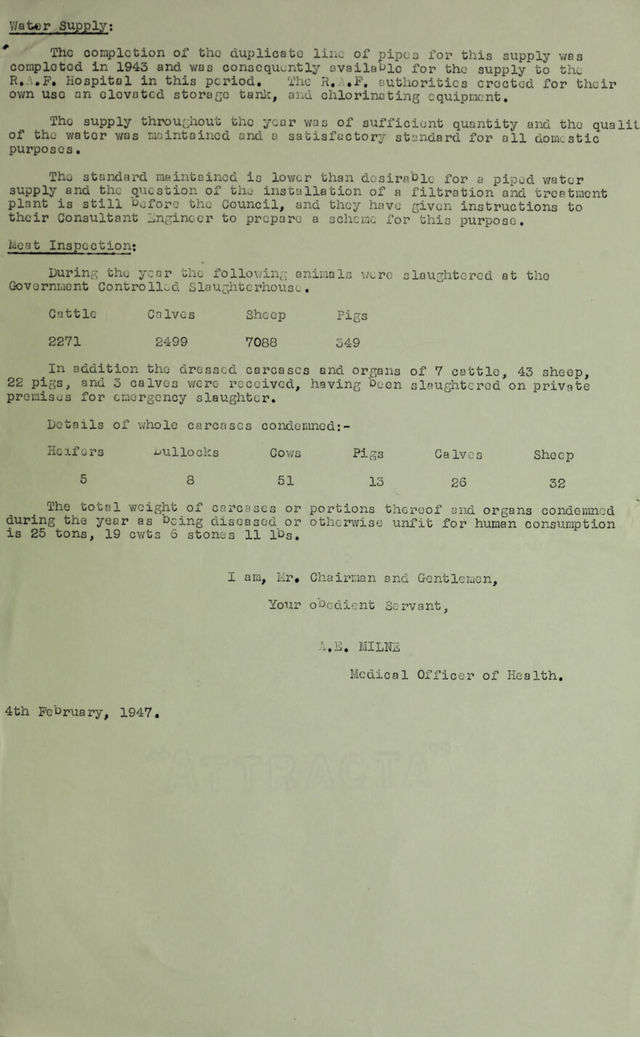 Water Supply:
The completion of the duplicate line of pipes for this supply was
completed in 1943 and was consequently available for the supply to the
R.A.F. Hospital in this period. The R.A.F. authorities erected for their
own use an elevated storage tank, and chlorinating equipment.
The supply throughout the year was of sufficient quantity and the qualit
of the water was maintained and a satisfactory standard for all domestic
purposes.
The standard maintained is lower than desirable for a piped water
supply and the question of the installation of a filtration and treatment
plant is still before the Council, and they have given instructions to
their Consultant Engineer to prepare a scheme for this purpose.
Meat Inspection:
During the year the following animals were slaughtered at the
Government Controlled Slaughterhouse.
Cattle Calves Sheep Pigs
2271 2499 7088 349
In addition the dressed carcases and organs of 7 cattle, 43 sheep,
22 pigs, and 3 calves were received, having been slaughtered on private
premises for emergency slaughter.
Details of whole carcases condemned:-
Heifers Bullocks Cows Pigs Calves Sheep
5 8 51 13 26 32
The total weight of carcases or portions thereof and organs condemned
during the year as being diseased or otherwise unfit for human consumption
is 25 tons, 19 cwts 6 stones 11 lbs.
I am, Mr. Chairman and Gentlemen,
Your obedient Servant,
A.E. MILNE
Medical Officer of Health.
4th February, 1947.
"ATTRACTA"